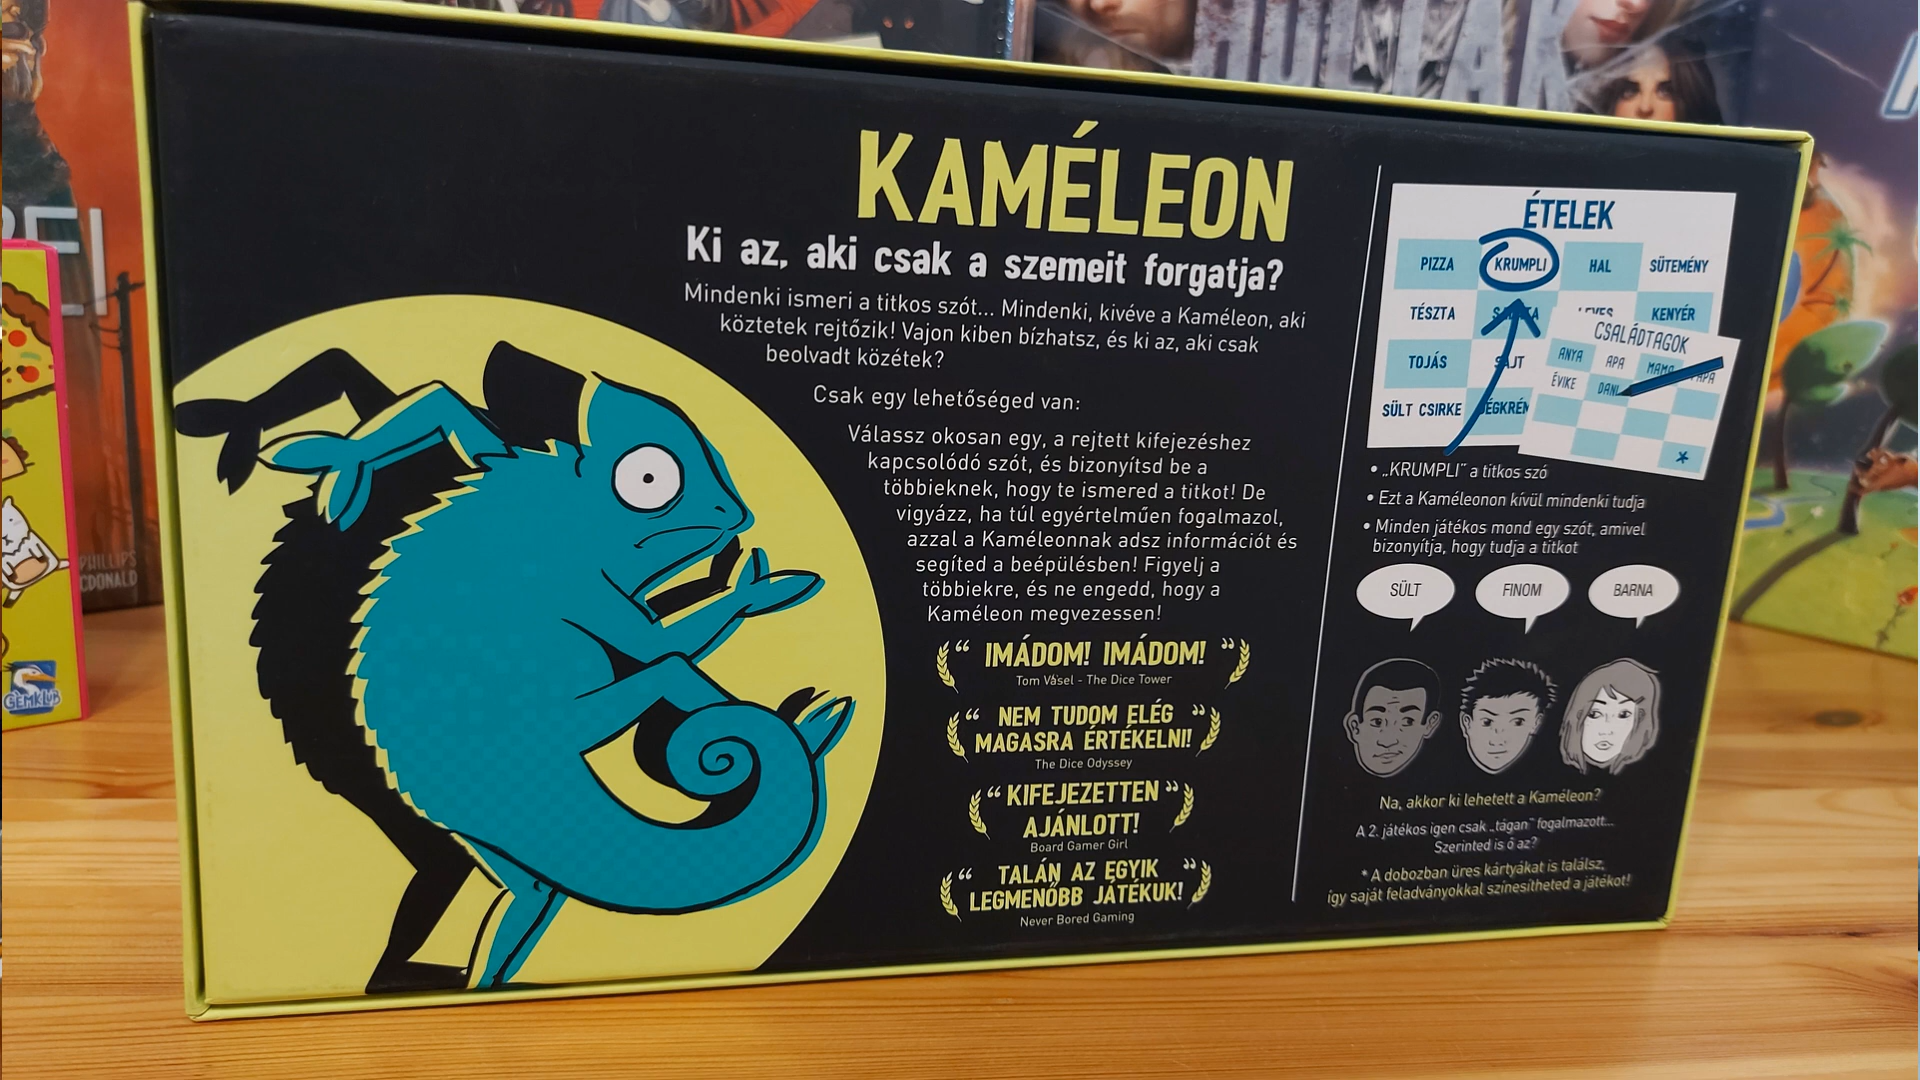 KAMÉLEON
Ki az, aki csak a szemeit forgatja?
Mindenki ismeri a titkos szót... Mindenki, kivéve a Kaméleon, aki
köztetek rejtőzik! Vajon kiben bízhatsz, és ki az, aki csak
beolvadt közétek?
Csak egy lehetőséged van:
Válassz okosan egy, a rejtett kifejezéshez
kapcsolódó szót, és bizonyítsd be a
többieknek, hogy te ismered a titkot! De
vigyázz, ha túl egyértelműen fogalmazol,
azzal a Kaméleonnak adsz információt és
segíted a beépülésben! Figyelj a
többiekre, és ne engedd, hogy a
Kaméleon megvezessen!
“ IMÁDOM! IMÁDOM! ”
Tom Vasel - The Dice Tower
“ NEM TUDOM ELÉG ”
MAGASRA ÉRTÉKELNI!
The Dice Odyssey
“ KIFEJEZETTEN ”
AJÁNLOTT!
Board Gamer Girl
“ TALÁN AZ EGYIK ”
LEGMENŐBB JÁTÉKUK!
Never Bored Gaming
ÉTELEK
PIZZA KRUMPLI HAL SÜTEMÉNY
TÉSZTA KENYÉR
TOJÁS
SÜLT CSIRKE
CSALÁDTAGOK
ANYA APA MAMA
ÉVIKE DANI
*
• „KRUMPLI” a titkos szó
• Ezt a Kaméleonon kívül mindenki tudja
• Minden játékos mond egy szót, amivel
bizonyítja, hogy tudja a titkot
SÜLT FINOM BARNA
Na, akkor ki lehetett a Kaméleon?
A 2. játékos igen csak „tágan” fogalmazott...
Szerinted is ő az?
* A dobozban üres kártyákat is találsz,
így saját feladványokkal színesítheted a játékot!
PHILLIPS
CDONALD
GÉMKLUB